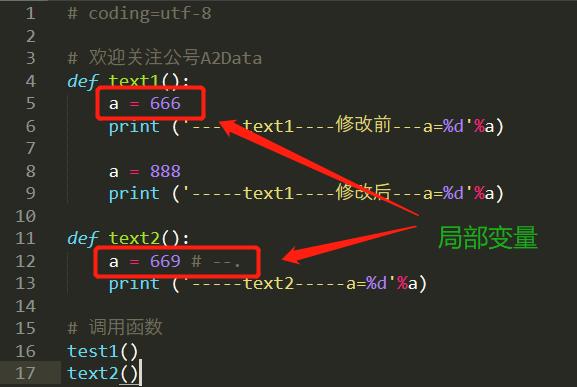 1 # coding=utf-8
2
3 # 欢迎关注公号A2Data
4 def text1():
5 a = 666
6 print ('-----text1----修改前---a=%d'%a)
7
8 a = 888
9 print ('-----text1----修改后---a=%d'%a)
10
11 def text2():
局部变量
12 a = 669 # --.
13 print ('-----text2-----a=%d'%a)
14
15 # 调用函数
16 test1()
17 text2()